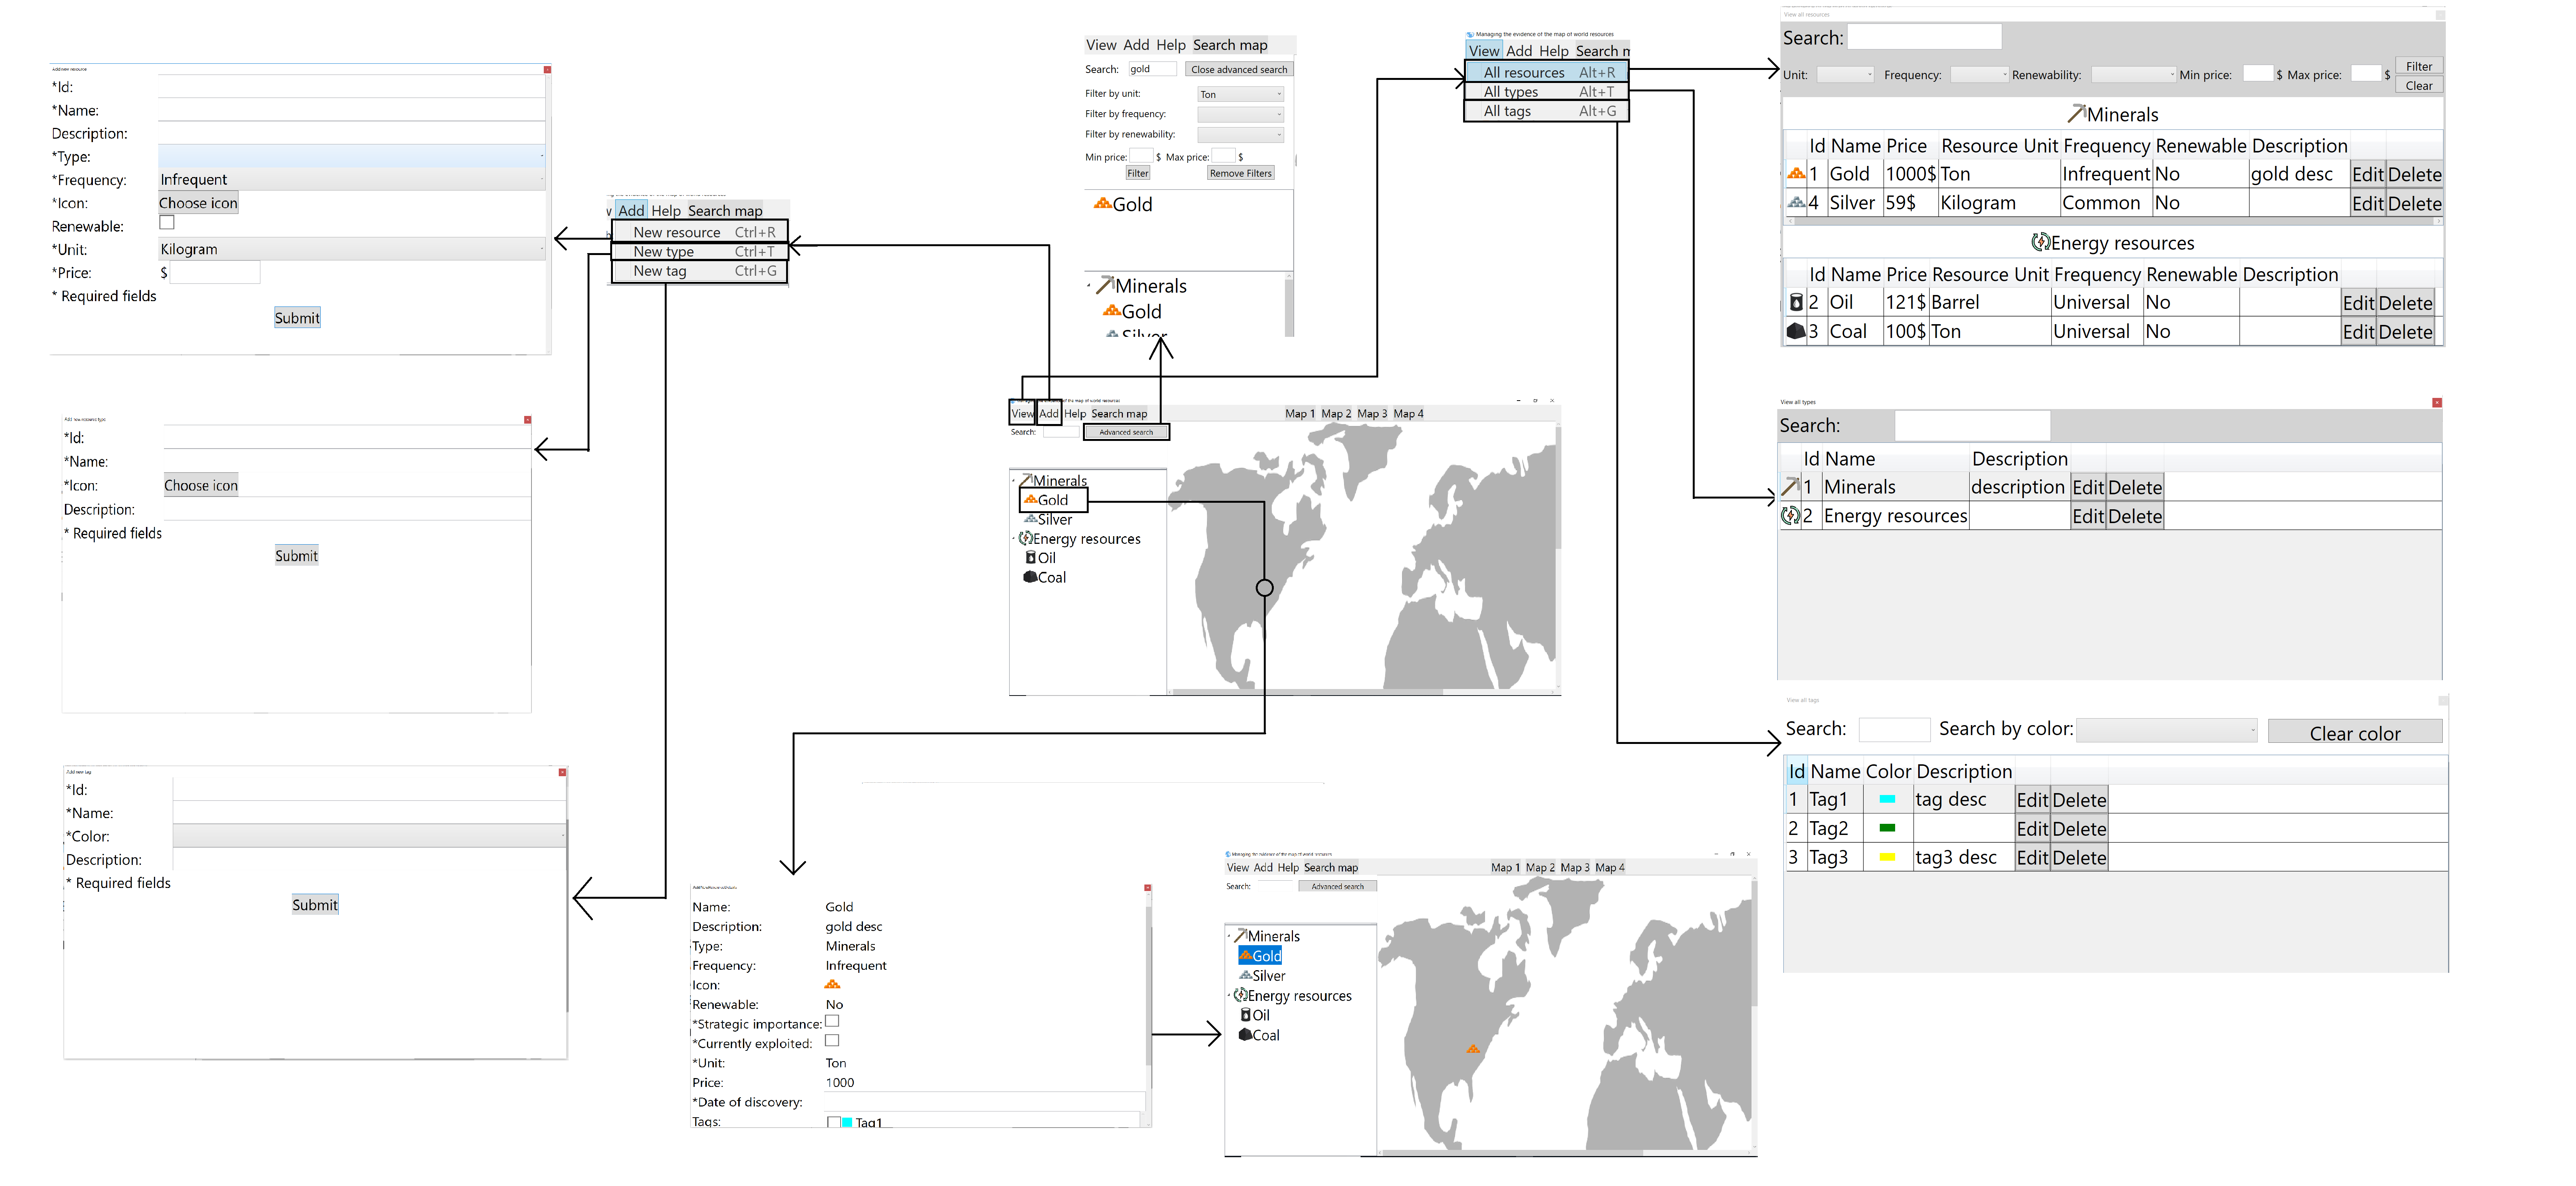 Add new resource
*Id:
*Name:
Description:
*Type:
*Frequency: Infrequent
*Icon: Choose icon
Renewable:
*Unit: Kilogram
*Price: $
* Required fields
Submit
Add new resource type
*Id:
*Name:
*Icon: Choose icon
Description:
* Required fields
Submit
Add new tag
*Id:
*Name:
*Color:
Description:
* Required fields
Submit
Add Help Search map
New resource Ctrl+R
New type Ctrl+T
New tag Ctrl+G
View Add Help Search map
Search: gold Close advanced search
Filter by unit: Ton
Filter by frequency:
Filter by renewability:
Min price: $ Max price: $
Filter Remove Filters
Gold
Minerals
Gold
Silver
Managing the evidence of the map of world resources
View Add Help Search map Map 1 Map 2 Map 3 Map 4
Search: Advanced search
Minerals
Gold
Silver
Energy resources
Oil
Coal
Name: Gold
Description: gold desc
Type: Minerals
Frequency: Infrequent
Icon:
Renewable: No
*Strategic importance:
*Currently exploited:
*Unit: Ton
Price: 1000
*Date of discovery:
Tags: Tag1
Managing the evidence of the map of world resources
View Add Help Search map Map 1 Map 2 Map 3 Map 4
Search: Advanced search
Minerals
Gold
Silver
Energy resources
Oil
Coal
Managing the evidence of the map of world resources
View Add Help Search m
All resources Alt+R
All types Alt+T
All tags Alt+G
View all resources
Search:
Unit: Frequency: Renewability: Min price: $ Max price: $ Filter
Clear
Minerals
Id Name Price Resource Unit Frequency Renewable Description
1 Gold 1000$ Ton Infrequent No gold desc Edit Delete
4 Silver 59$ Kilogram Common No Edit Delete
Energy resources
Id Name Price Resource Unit Frequency Renewable Description
2 Oil 121$ Barrel Universal No Edit Delete
3 Coal 100$ Ton Universal No Edit Delete
View all types
Search:
Id Name Description
1 Minerals description Edit Delete
2 Energy resources Edit Delete
View all tags
Search: Search by color: Clear color
Id Name Color Description
1 Tag1 tag desc Edit Delete
2 Tag2 Edit Delete
3 Tag3 tag3 desc Edit Delete